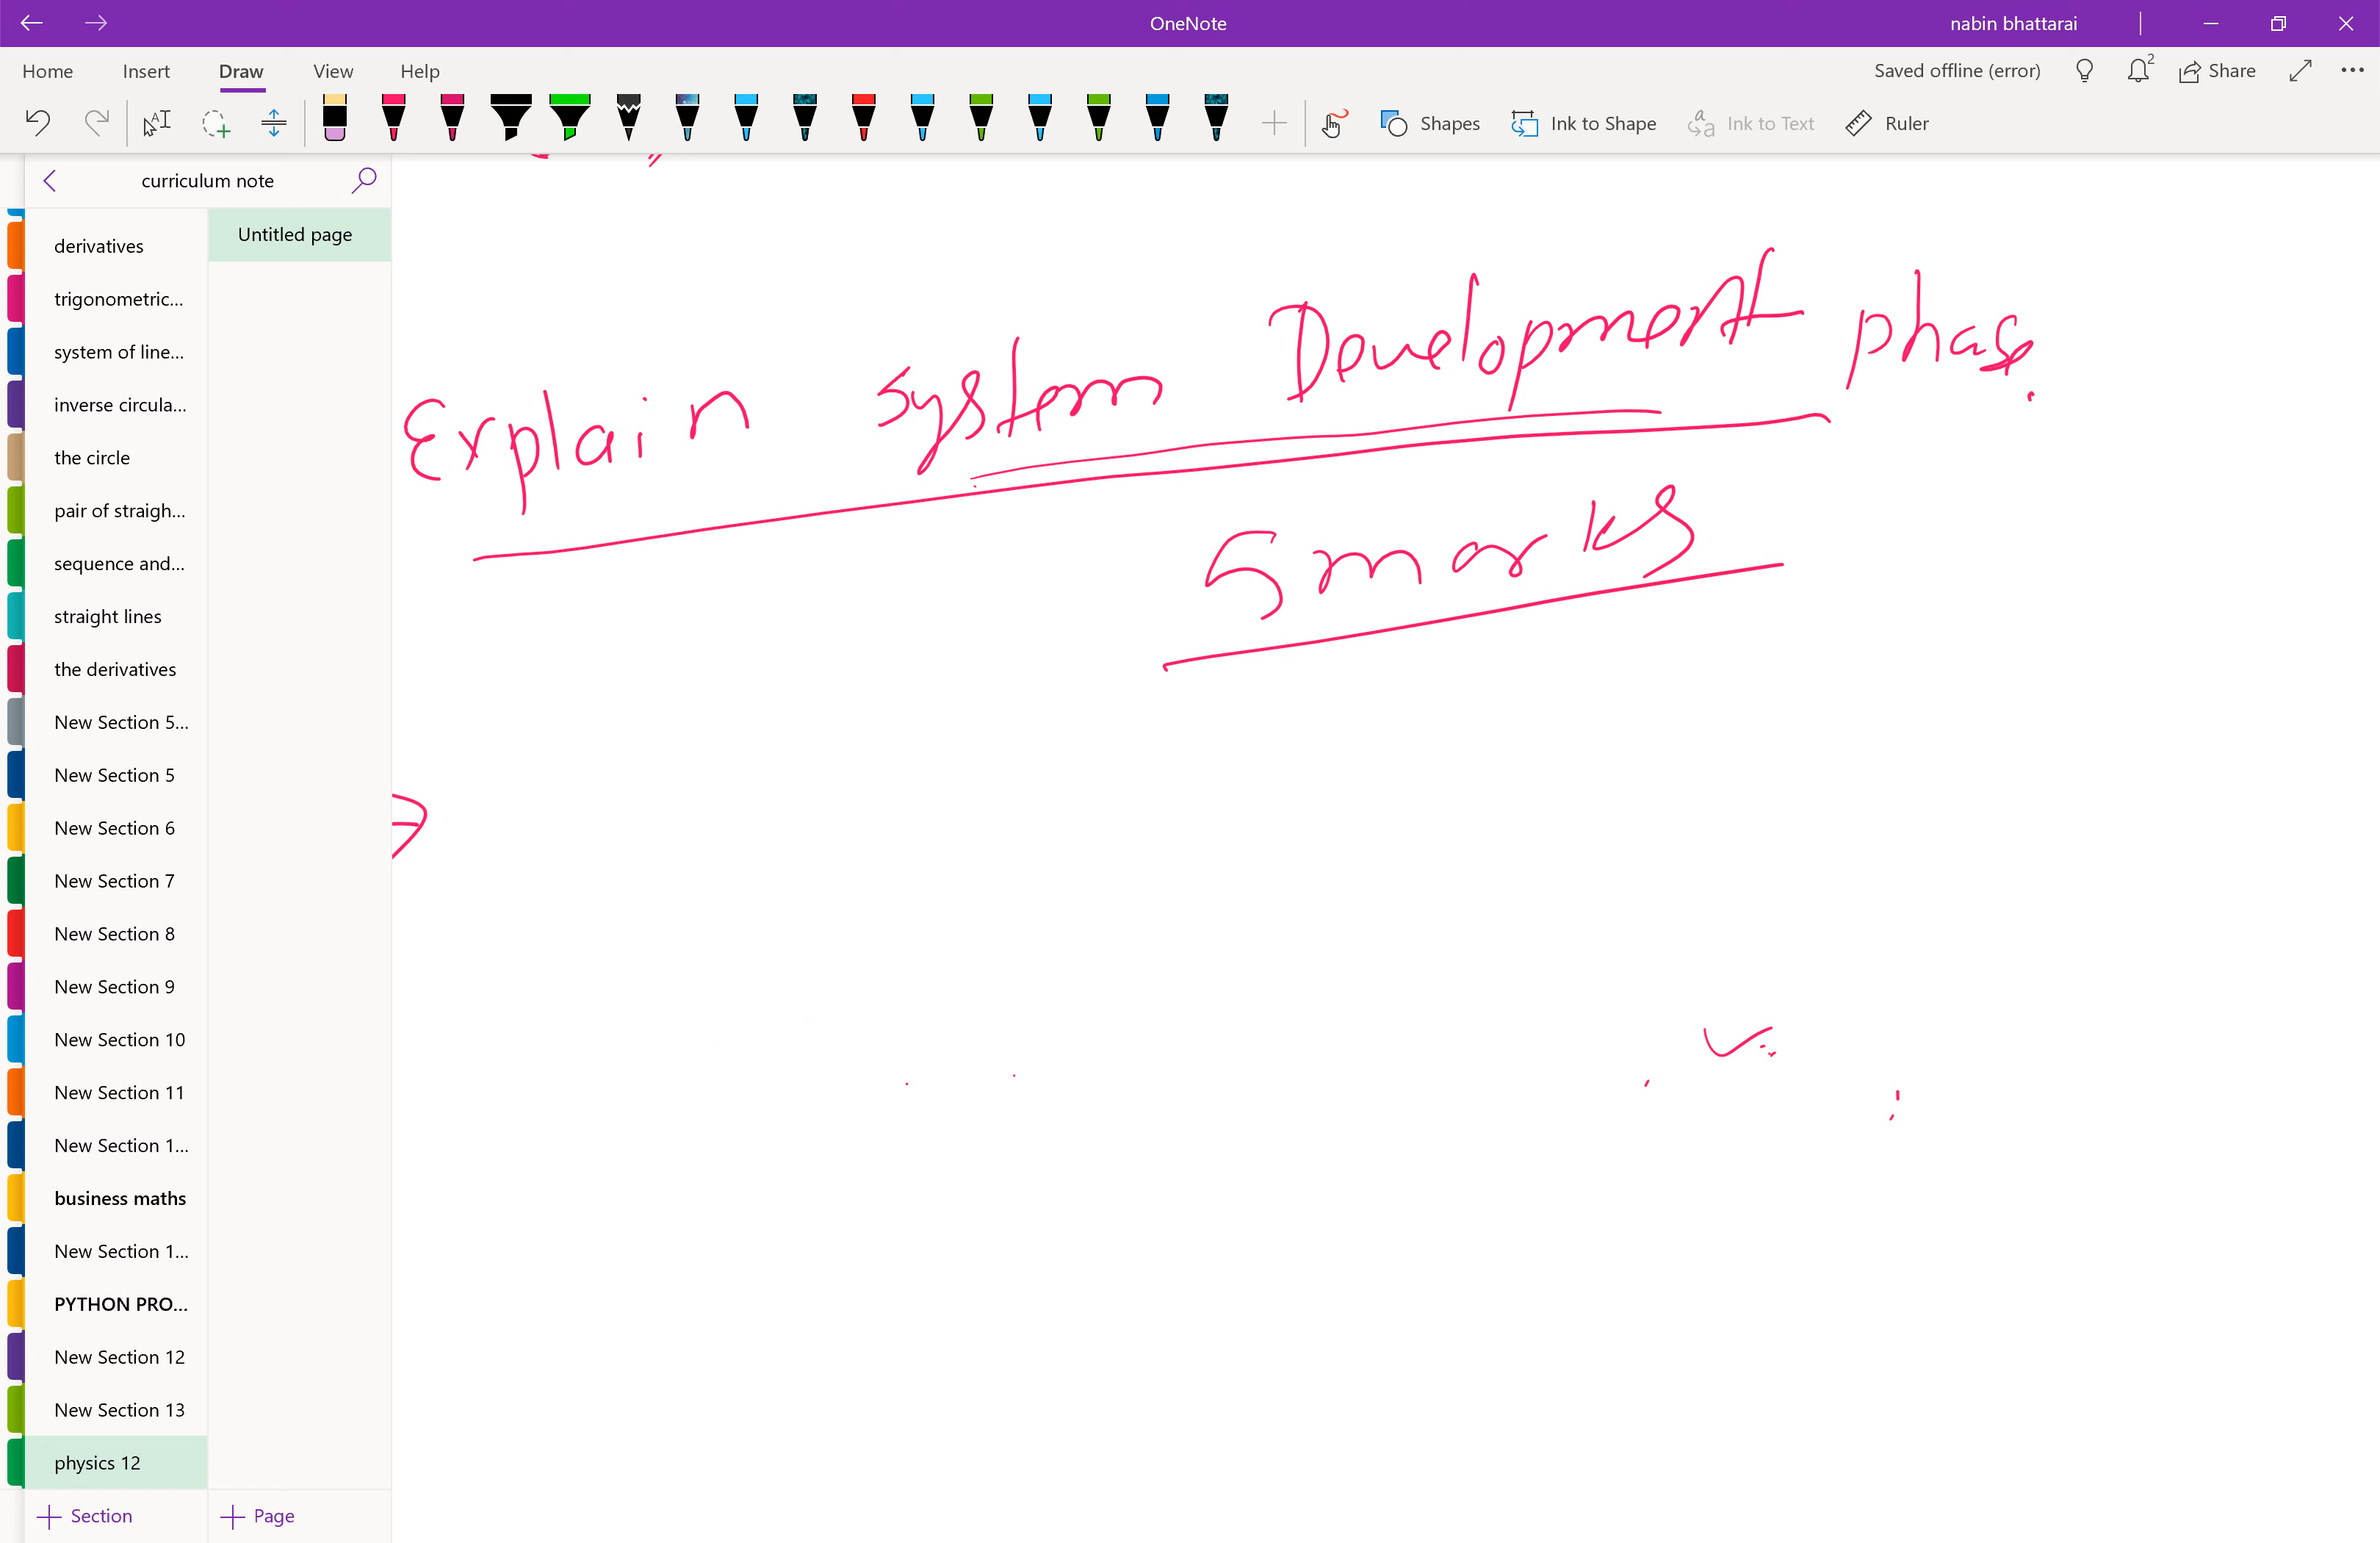 OneNote
nabin bhattarai
Home Insert Draw View Help
Saved offline (error) 2 Share
Shapes Ink to Shape Ink to Text Ruler
curriculum note
Untitled page
derivatives
trigonometric...
system of line...
inverse circula...
the circle
pair of straigh...
sequence and...
straight lines
the derivatives
New Section 5...
New Section 5
New Section 6
New Section 7
New Section 8
New Section 9
New Section 10
New Section 11
New Section 1...
business maths
New Section 1...
PYTHON PRO...
New Section 12
New Section 13
physics 12
Section
Page
Explain system Development phase.
5 marks